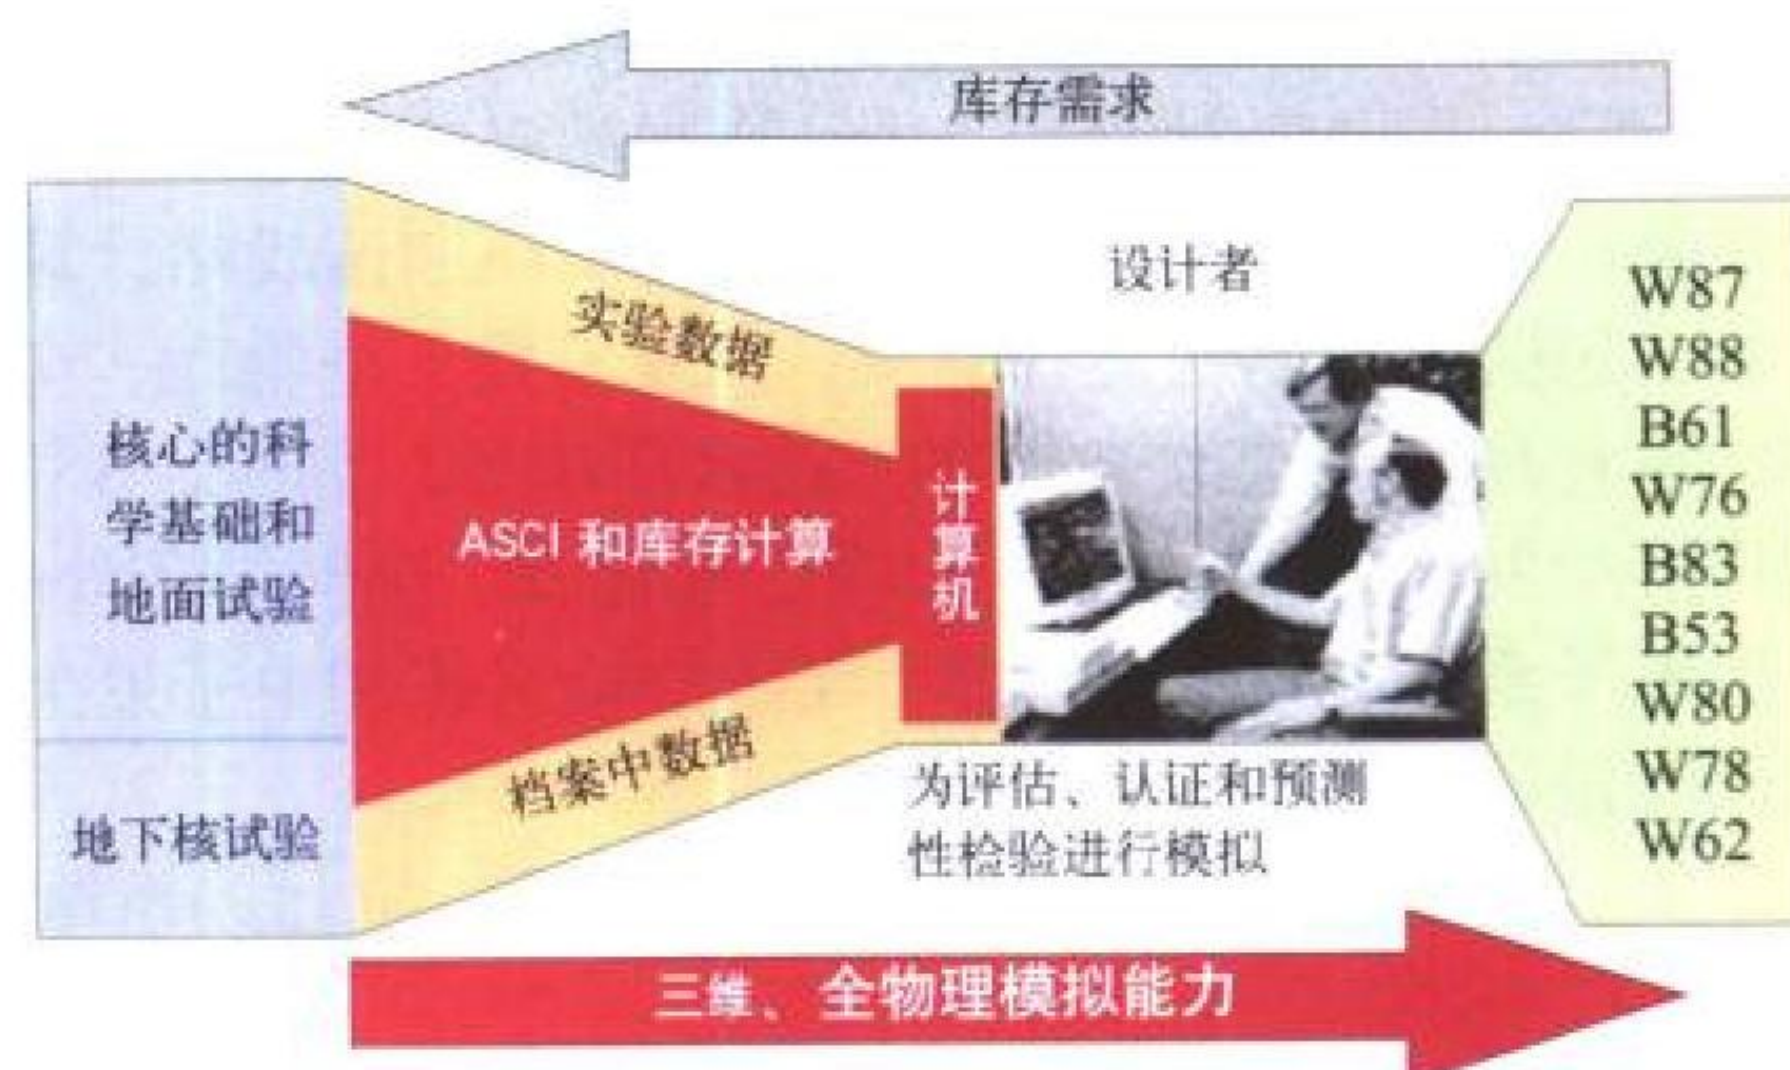 库存需求
设计者
实验数据
核心的科
学基础和
地面试验
ASCI 和库存计算
计算机
档案中数据
地下核试验
为评估、认证和预测
性检验进行模拟
W87
W88
B61
W76
B83
B53
W80
W78
W62
三维、全物理模拟能力